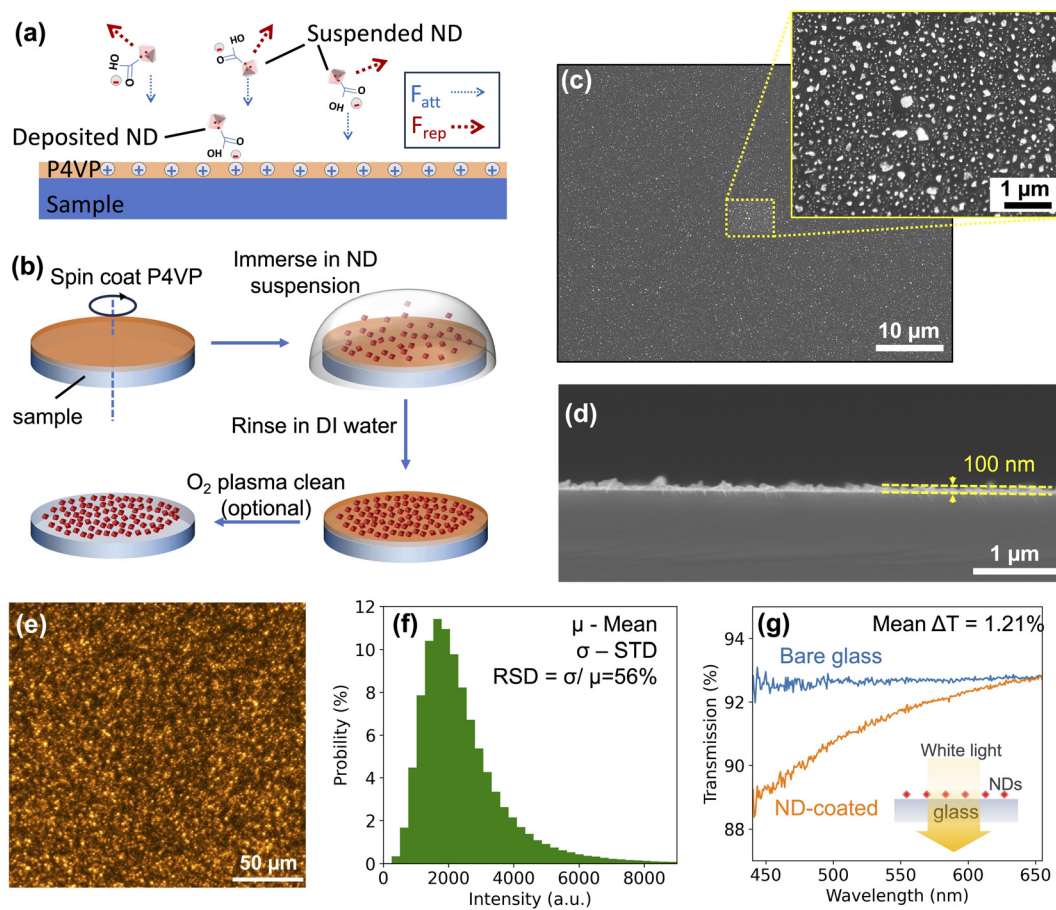 (a)
HO
O
Suspended ND
HO
O
O
HO
F_att
F_rep
Deposited ND
O
HO
P4VP
Sample
(b)
Spin coat P4VP
Immerse in ND
suspension
sample
Rinse in DI water
O₂ plasma clean
(optional)
(c)
1 μm
10 μm
(d)
100 nm
1 μm
(e)
50 μm
(f)
μ - Mean
σ – STD
RSD = σ/ μ=56%
12
10
8
6
4
2
0
Probility (%)
0 2000 4000 6000 8000
Intensity (a.u.)
(g)
Mean ΔT = 1.21%
Bare glass
ND-coated
White light
NDs
glass
94
92
90
88
Transmission (%)
450 500 550 600 650
Wavelength (nm)